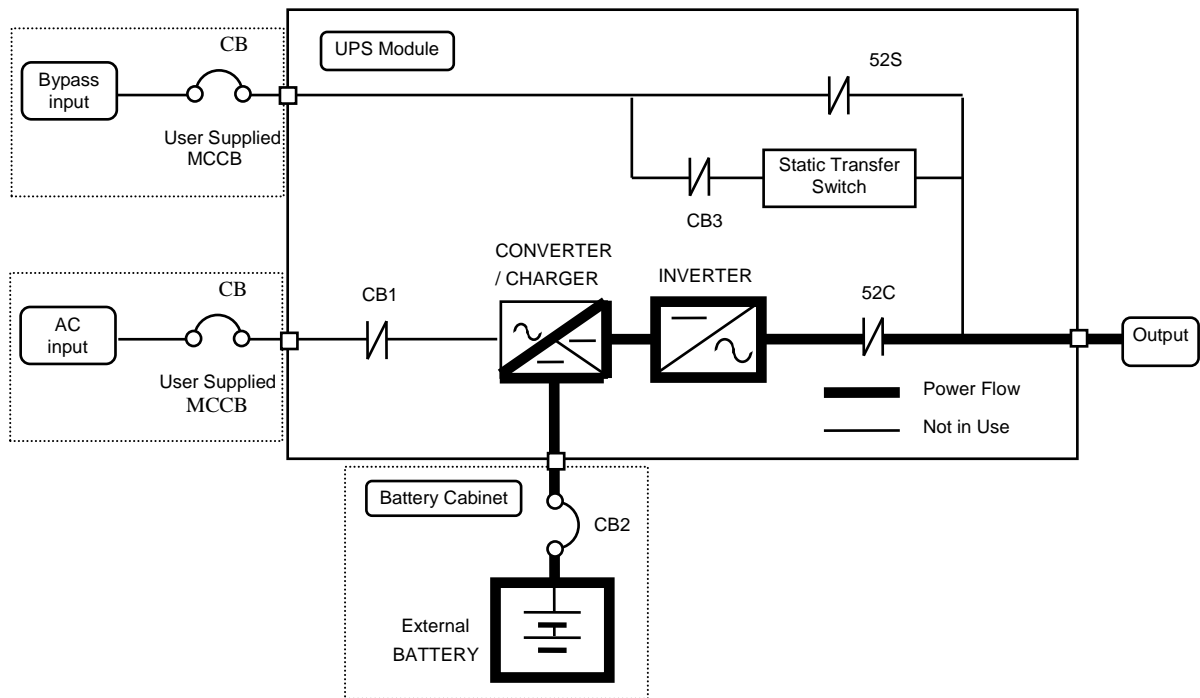 CB
UPS Module
Bypass
input
User Supplied
MCCB
52S
Static Transfer
Switch
CB3
CONVERTER
/ CHARGER
INVERTER
CB
CB1
52C
AC
input
Output
User Supplied
MCCB
Power Flow
Not in Use
Battery Cabinet
CB2
External
BATTERY